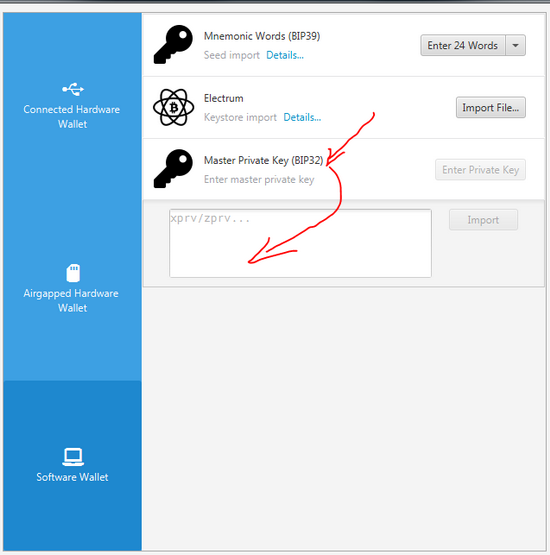 Connected Hardware
Wallet
Airgapped Hardware
Wallet
Software Wallet
Mnemonic Words (BIP39)
Seed import Details...
Enter 24 Words
Electrum
Keystore import Details...
Import File...
Master Private Key (BIP32)
Enter master private key
Enter Private Key
xprv/zprv...
Import